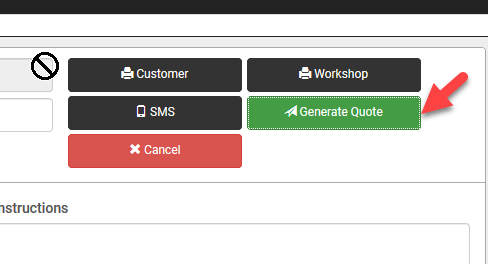 Customer
Workshop
SMS
Generate Quote
Cancel
nstructions